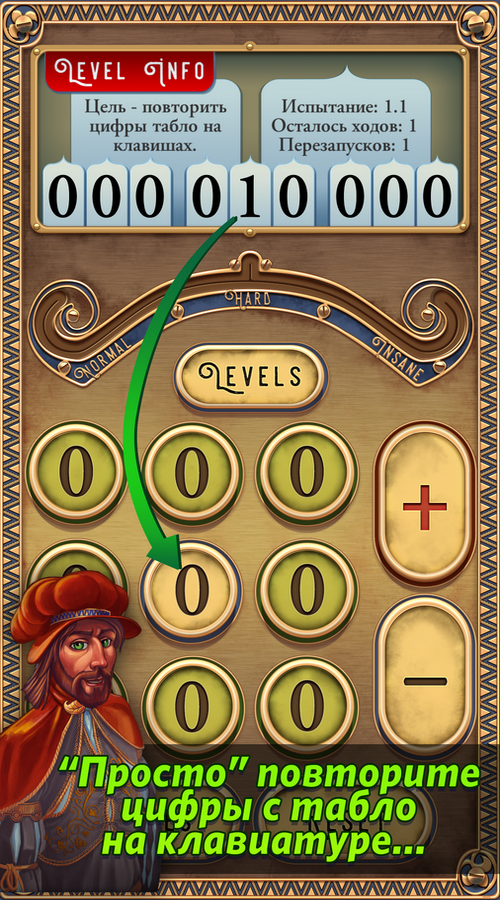 LEVEL INFO
Цель - повторить
цифры табло на
клавишах.
Испытание: 1.1
Осталось ходов: 1
Перезапусков: 1
000 010 000
NORMAL
HARD
INSANE
LEVELS
0 0 0
+
0 0
0 0
−
“Просто” повторите
цифры с табло
на клавиатуре...